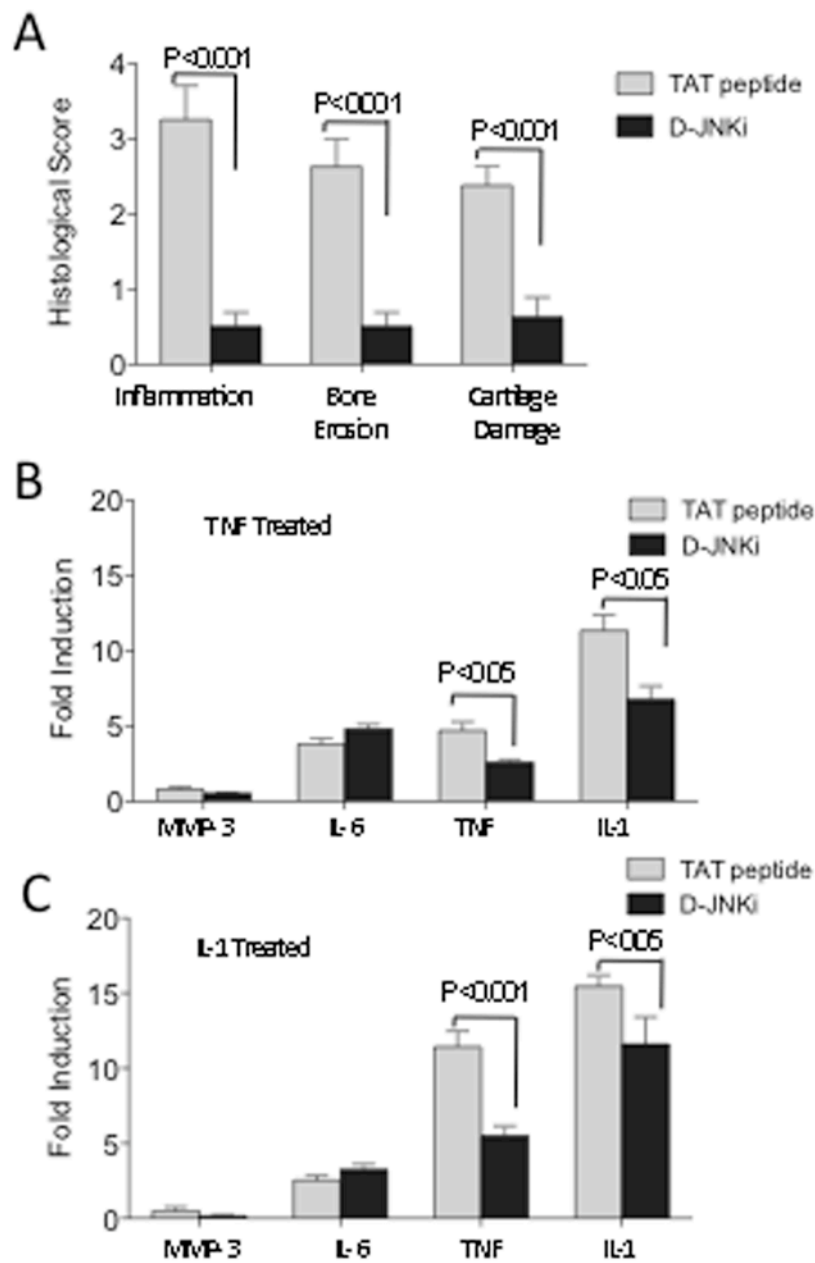 A
P<0.001
4
TAT peptide
P<0.001
D-JNKi
P<0.001
3
2
1
0
Histological Score
Inflammation
Bone
Erosion
Cartilage
Damage
B
20
TNF Treated
TAT peptide
D-JNKi
P<0.05
15
10
P<0.05
5
0
Fold Induction
MMP-3
IL-6
TNF
IL-1
C
TAT peptide
D-JNKi
20
IL-1 Treated
P<0.05
15
P<0.001
10
5
0
Fold Induction
MMP-3
IL-6
TNF
IL-1